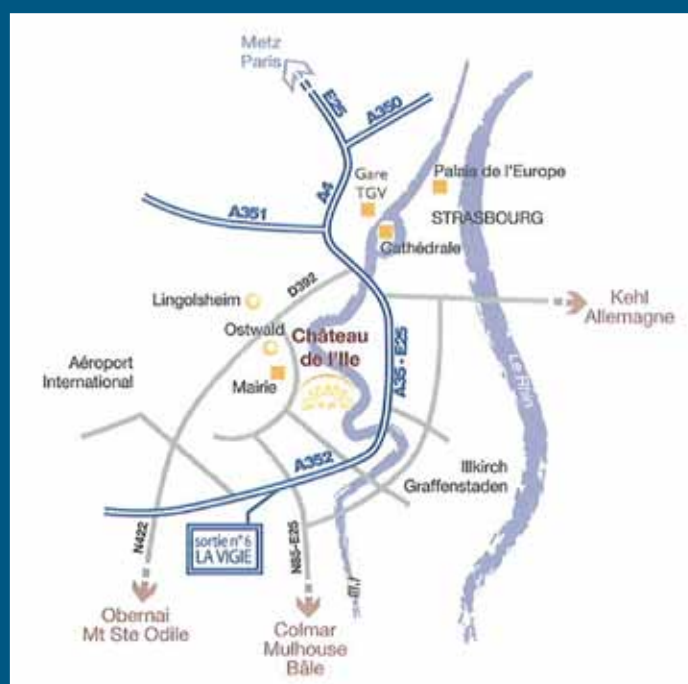 Metz
Paris
E25
A350
A4
Gare
TGV
Palais de l'Europe
A351
STRASBOURG
Cathédrale
D392
Lingolsheim
Kehl
Allemagne
Ostwald
Château
de l'Ile
Aéroport
International
Mairie
A35 - E25
Le Rhin
A352
Illkirch
Graffenstaden
sortie n° 6
LA VIGIE
N422
N85-E25
Ill
Obernai
Mt Ste Odile
Colmar
Mulhouse
Bâle